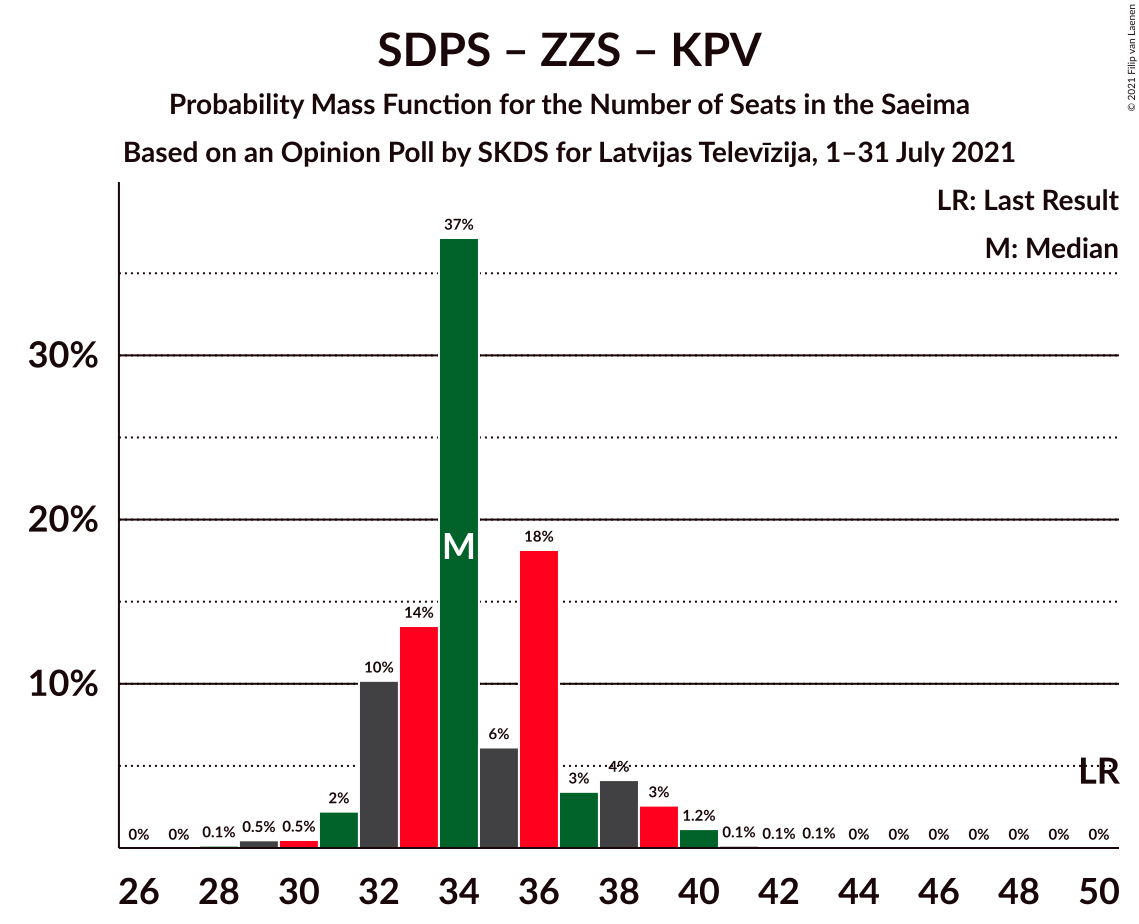 SDPS – ZZS – KPV
Probability Mass Function for the Number of Seats in the Saeima
Based on an Opinion Poll by SKDS for Latvijas Televīzija, 1–31 July 2021
© 2021 Filip van Laenen
LR: Last Result
M: Median
37%
30%
20%
18%
M
14%
10%
10%
6%
4%
3%
3%
2%
1.2%
LR
0% 0% 0.1% 0.5% 0.5% 0.1% 0.1% 0.1% 0% 0% 0% 0% 0% 0% 0%
26 28 30 32 34 36 38 40 42 44 46 48 50